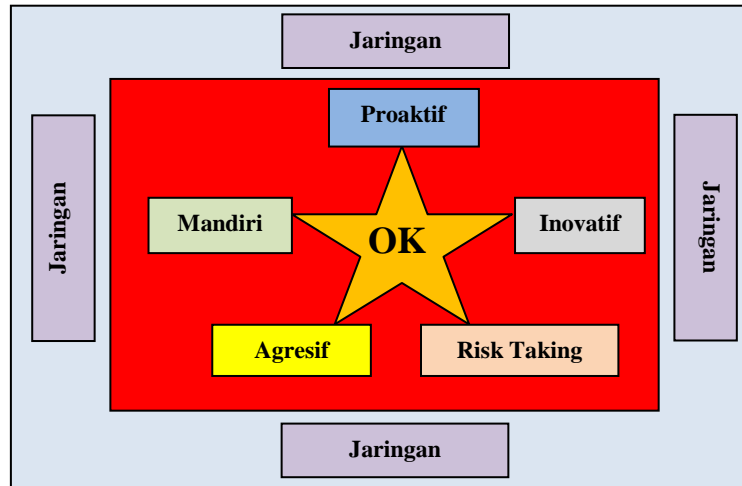 Jaringan
Proaktif
Jaringan
Mandiri
OK
Inovatif
Jaringan
Agresif
Risk Taking
Jaringan